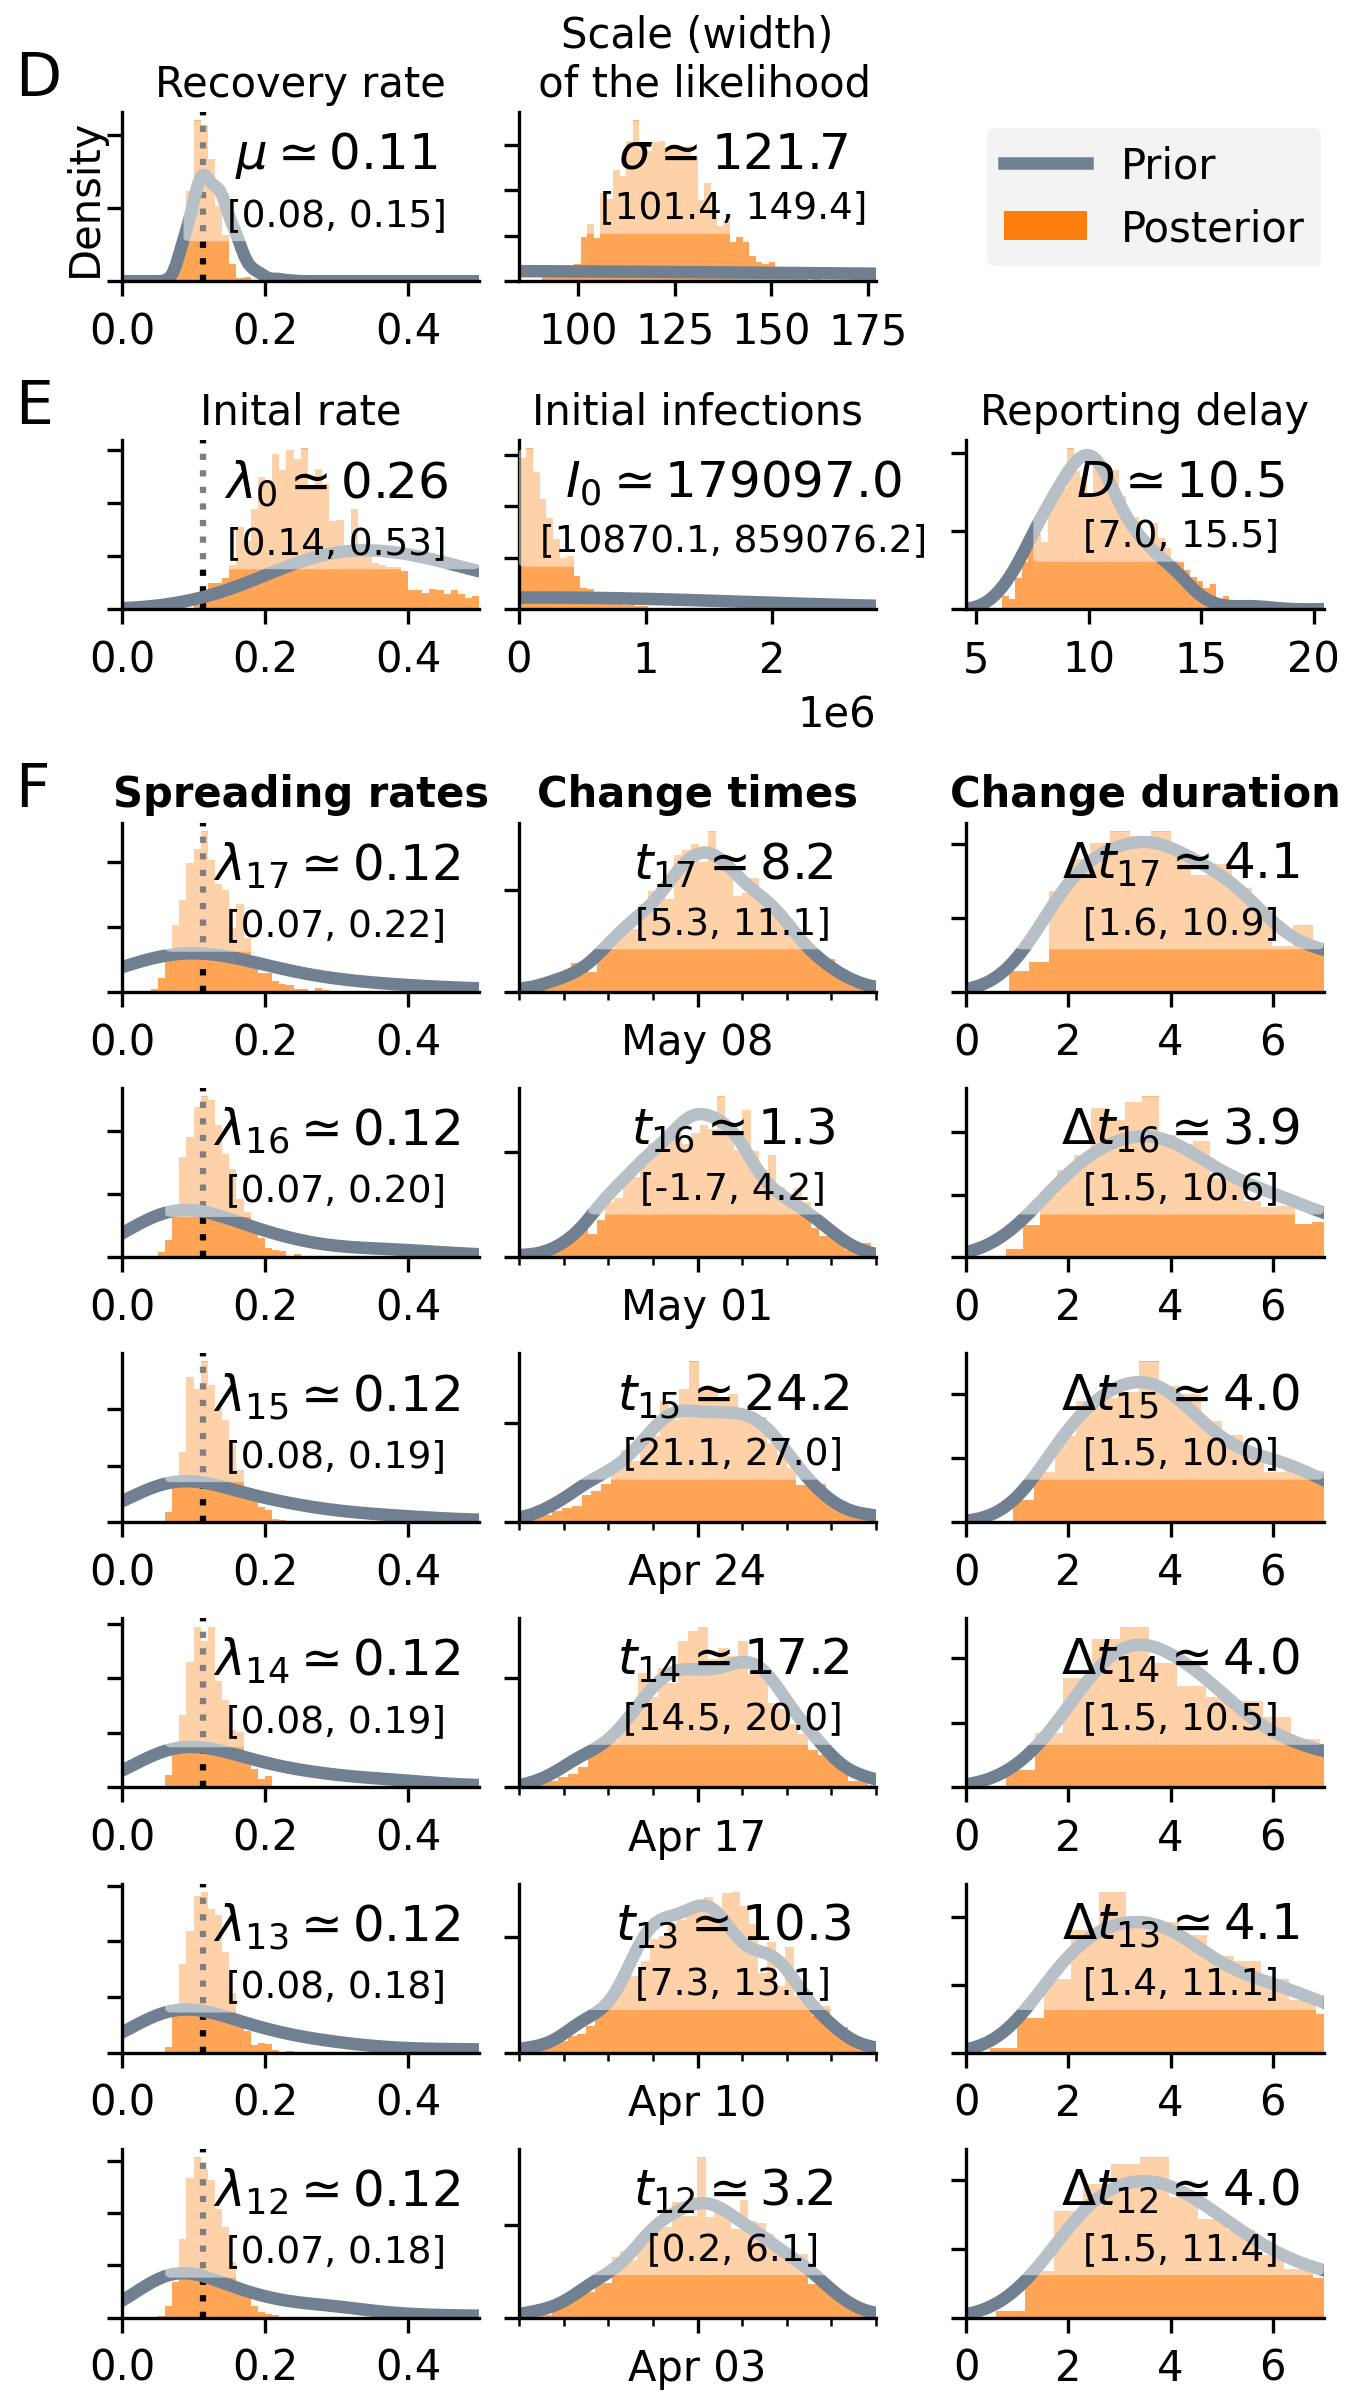 D
Recovery rate
Density
μ ≃ 0.11
[0.08, 0.15]
0.0 0.2 0.4
Scale (width)
of the likelihood
σ ≃ 121.7
[101.4, 149.4]
100 125 150 175
Prior
Posterior
E
Inital rate
λ0 ≃ 0.26
[0.14, 0.53]
0.0 0.2 0.4
Initial infections
I0 ≃ 179097.0
[10870.1, 859076.2]
0 1 2
1e6
Reporting delay
D ≃ 10.5
[7.0, 15.5]
5 10 15 20
F
Spreading rates
Change times
Change duration
λ17 ≃ 0.12
[0.07, 0.22]
0.0 0.2 0.4
t17 ≃ 8.2
[5.3, 11.1]
May 08
Δt17 ≃ 4.1
[1.6, 10.9]
0 2 4 6
λ16 ≃ 0.12
[0.07, 0.20]
0.0 0.2 0.4
t16 ≃ 1.3
[-1.7, 4.2]
May 01
Δt16 ≃ 3.9
[1.5, 10.6]
0 2 4 6
λ15 ≃ 0.12
[0.08, 0.19]
0.0 0.2 0.4
t15 ≃ 24.2
[21.1, 27.0]
Apr 24
Δt15 ≃ 4.0
[1.5, 10.0]
0 2 4 6
λ14 ≃ 0.12
[0.08, 0.19]
0.0 0.2 0.4
t14 ≃ 17.2
[14.5, 20.0]
Apr 17
Δt14 ≃ 4.0
[1.5, 10.5]
0 2 4 6
λ13 ≃ 0.12
[0.08, 0.18]
0.0 0.2 0.4
t13 ≃ 10.3
[7.3, 13.1]
Apr 10
Δt13 ≃ 4.1
[1.4, 11.1]
0 2 4 6
λ12 ≃ 0.12
[0.07, 0.18]
0.0 0.2 0.4
t12 ≃ 3.2
[0.2, 6.1]
Apr 03
Δt12 ≃ 4.0
[1.5, 11.4]
0 2 4 6